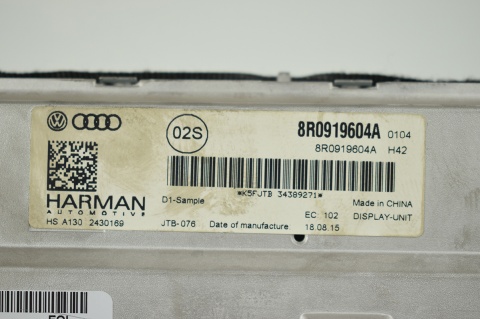 02S
8R0919604A 0104
8R0919604A H42
*K5FJTB 34389271*
HARMAN
AUTOMOTIVE
D1-Sample
Made in CHINA
EC: 102 DISPLAY-UNIT
HS A130 2430169 JTB-076 Date of manufacture 18.08.15